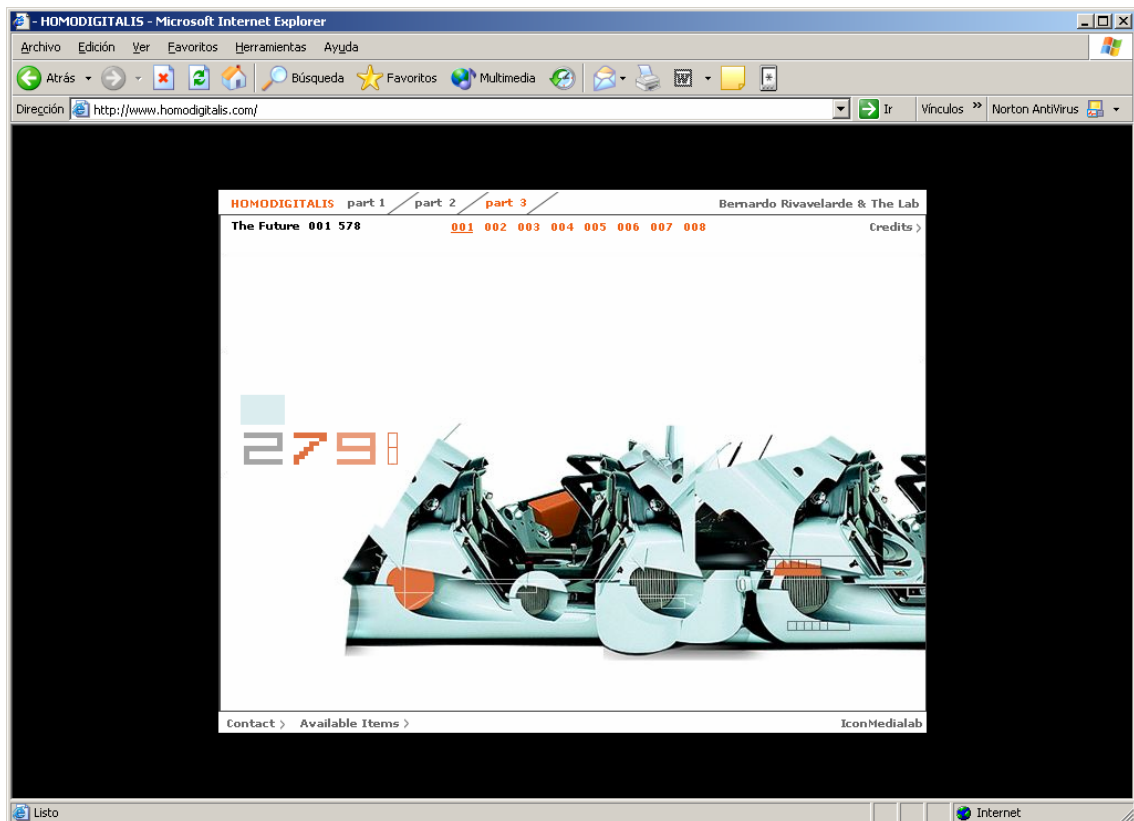 - HOMODIGITALIS - Microsoft Internet Explorer
Archivo Edición Ver Favoritos Herramientas Ayuda
Atrás Búsqueda Favoritos Multimedia
Dirección http://www.homodigitalis.com/ Ir Vínculos » Norton AntiVirus
HOMODIGITALIS part 1 part 2 part 3 Bernardo Rivavelarde & The Lab
The Future 001 578 001 002 003 004 005 006 007 008 Credits >
279
Contact > Available Items > IconMedialab
Listo Internet